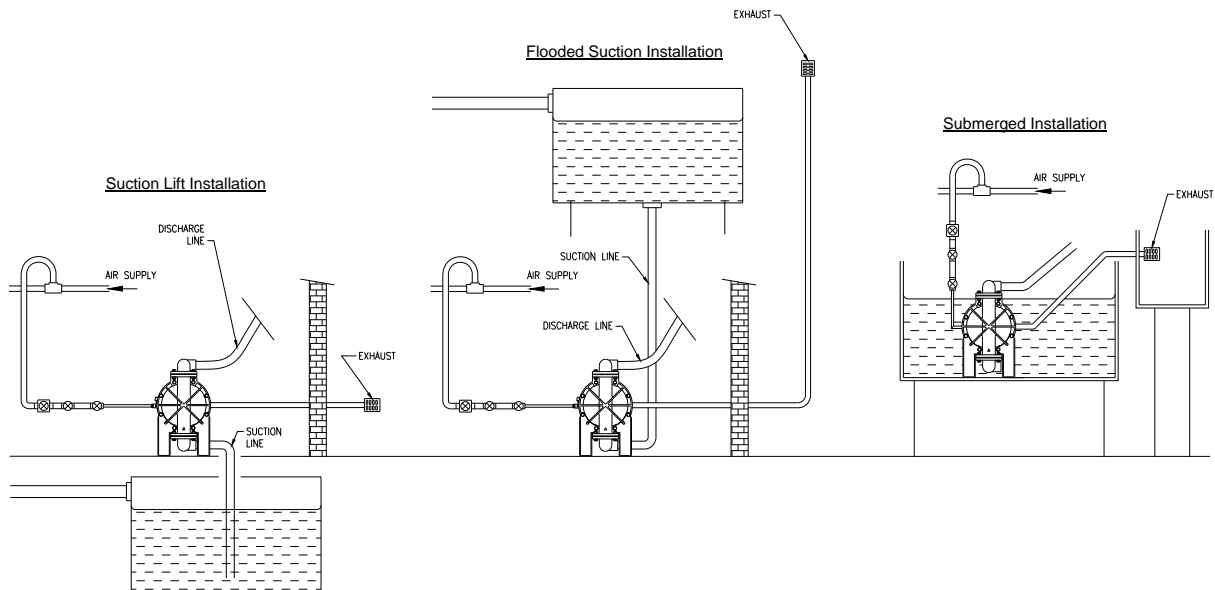 Suction Lift Installation
DISCHARGE
LINE
AIR SUPPLY
EXHAUST
SUCTION
LINE
Flooded Suction Installation
EXHAUST
SUCTION LINE
AIR SUPPLY
DISCHARGE LINE
Submerged Installation
AIR SUPPLY
EXHAUST